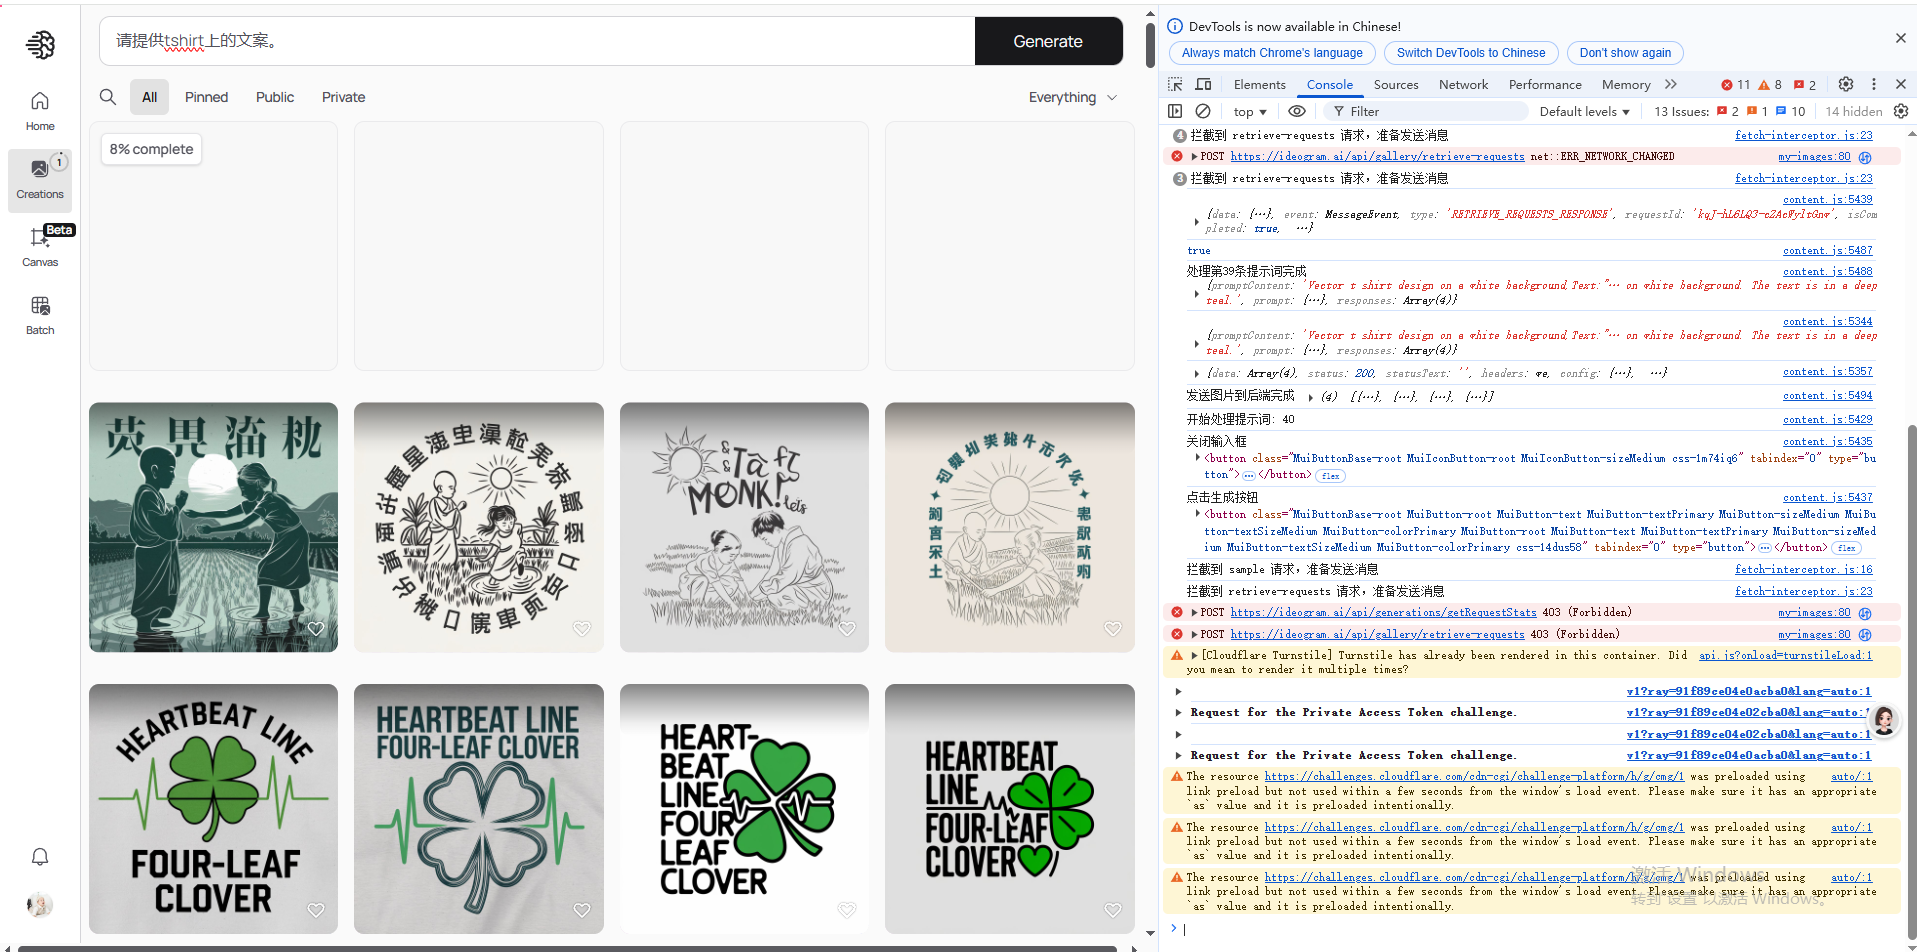 请提供tshirt上的文案。
Generate
All
Pinned
Public
Private
Everything
Home
1
Creations
Beta
Canvas
Batch
8% complete
& Taft
&
MONK!
lets
HEARTBEAT LINE
FOUR-LEAF
CLOVER
HEARTBEAT LINE
FOUR-LEAF CLOVER
HEART-
BEAT
LINE
FOUR
LEAF
CLOVER
HEARTBEAT
LINE
FOUR-LEAF
CLOVER
DevTools is now available in Chinese!
Always match Chrome's language
Switch DevTools to Chinese
Don't show again
Elements
Console
Sources
Network
Performance
Memory
11
8
2
top
Filter
Default levels
13 Issues:
2
1
10
14 hidden
4 拦截到 retrieve-requests 请求，准备发送消息 fetch-interceptor.js:23
POST https://ideogram.ai/api/gallery/retrieve-requests net::ERR_NETWORK_CHANGED my-images:80
3 拦截到 retrieve-requests 请求，准备发送消息 fetch-interceptor.js:23
content.js:5439
{data: {…}, event: MessageEvent, type: 'RETRIEVE_REQUESTS_RESPONSE', requestId: 'kqJ-hL6LQ3-cZAcWyltGnw', isCom
pleted: true, …}
true content.js:5487
处理第39条提示词完成 content.js:5488
{promptContent: 'Vector t shirt design on a white background,Text:"… on white background. The text is in a deep
teal.', prompt: {…}, responses: Array(4)}
content.js:5344
{promptContent: 'Vector t shirt design on a white background,Text:"… on white background. The text is in a deep
teal.', prompt: {…}, responses: Array(4)}
{data: Array(4), status: 200, statusText: '', headers: we, config: {…}, …} content.js:5357
发送图片到后端完成 (4) [{…}, {…}, {…}, {…}] content.js:5494
开始处理提示词: 40 content.js:5429
关闭输入框 content.js:5435
<button class="MuiButtonBase-root MuiIconButton-root MuiIconButton-sizeMedium css-1m74iq6" tabindex="0" type="bu
tton">…</button> flex
点击生成按钮 content.js:5437
<button class="MuiButtonBase-root MuiButton-root MuiButton-text MuiButton-textPrimary MuiButton-sizeMedium MuiBu
tton-textSizeMedium MuiButton-colorPrimary MuiButton-root MuiButton-text MuiButton-textPrimary MuiButton-sizeMed
ium MuiButton-textSizeMedium MuiButton-colorPrimary css-14dus58" tabindex="0" type="button">…</button> flex
拦截到 sample 请求，准备发送消息 fetch-interceptor.js:16
拦截到 retrieve-requests 请求，准备发送消息 fetch-interceptor.js:23
POST https://ideogram.ai/api/generations/getRequestStats 403 (Forbidden) my-images:80
POST https://ideogram.ai/api/gallery/retrieve-requests 403 (Forbidden) my-images:80
[Cloudflare Turnstile] Turnstile has already been rendered in this container. Did api.js?onload=turnstileLoad:1
you mean to render it multiple times?
v1?ray=91f89ce04e0acba0&lang=auto:1
Request for the Private Access Token challenge. v1?ray=91f89ce04e02cba0&lang=auto:1
v1?ray=91f89ce04e02cba0&lang=auto:1
Request for the Private Access Token challenge. v1?ray=91f89ce04e02cba0&lang=auto:1
The resource https://challenges.cloudflare.com/cdn-cgi/challenge-platform/h/g/cmg/1 was preloaded using auto/:1
link preload but not used within a few seconds from the window's load event. Please make sure it has an appropriate
`as` value and it is preloaded intentionally.
The resource https://challenges.cloudflare.com/cdn-cgi/challenge-platform/h/g/cmg/1 was preloaded using auto/:1
link preload but not used within a few seconds from the window's load event. Please make sure it has an appropriate
`as` value and it is preloaded intentionally.
The resource https://challenges.cloudflare.com/cdn-cgi/challenge-platform/h/g/cmg/1 was preloaded using auto/:1
link preload but not used within a few seconds from the window's load event. Please make sure it has an appropriate
`as` value and it is preloaded intentionally.
激活 Windows
转到"设置"以激活 Windows。